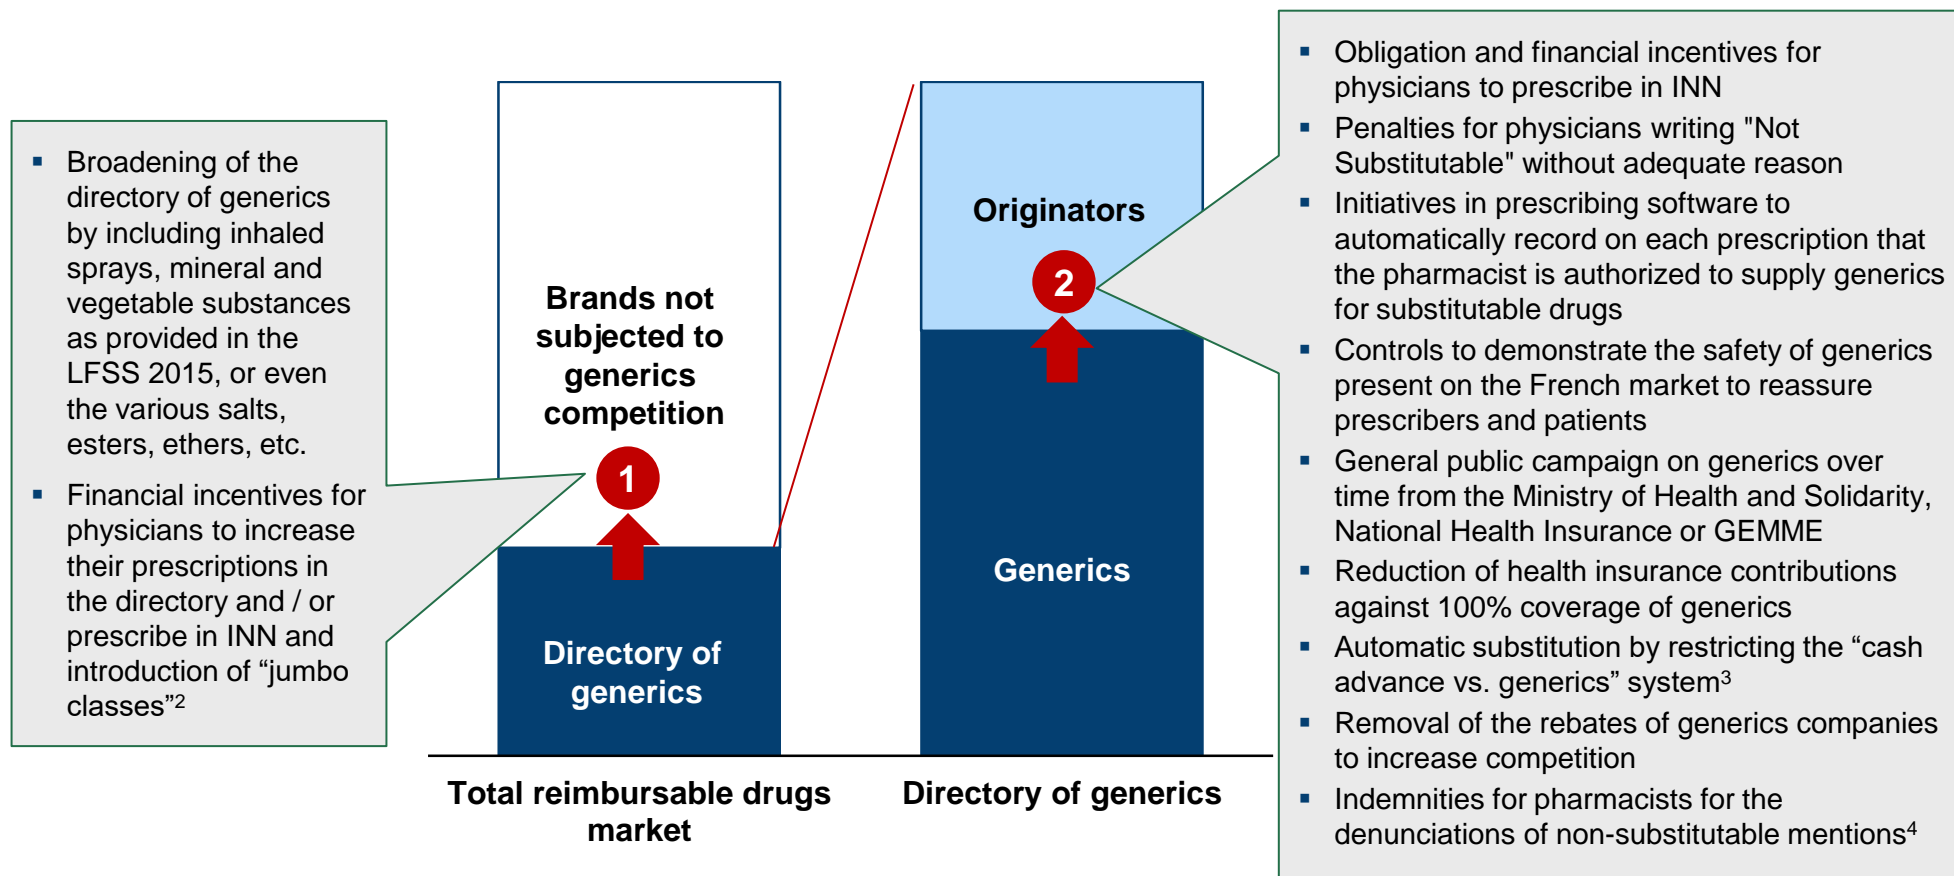 ▪ Broadening of the
directory of generics
by including inhaled
sprays, mineral and
vegetable substances
as provided in the
LFSS 2015, or even
the various salts,
esters, ethers, etc.
▪ Financial incentives for
physicians to increase
their prescriptions in
the directory and / or
prescribe in INN and
introduction of “jumbo
classes”2
Brands not
subjected to
generics
competition
1
Directory of
generics
Total reimbursable drugs
market
Originators
2
Generics
Directory of generics
▪ Obligation and financial incentives for
physicians to prescribe in INN
▪ Penalties for physicians writing "Not
Substitutable" without adequate reason
▪ Initiatives in prescribing software to
automatically record on each prescription that
the pharmacist is authorized to supply generics
for substitutable drugs
▪ Controls to demonstrate the safety of generics
present on the French market to reassure
prescribers and patients
▪ General public campaign on generics over
time from the Ministry of Health and Solidarity,
National Health Insurance or GEMME
▪ Reduction of health insurance contributions
against 100% coverage of generics
▪ Automatic substitution by restricting the “cash
advance vs. generics” system3
▪ Removal of the rebates of generics companies
to increase competition
▪ Indemnities for pharmacists for the
denunciations of non-substitutable mentions4